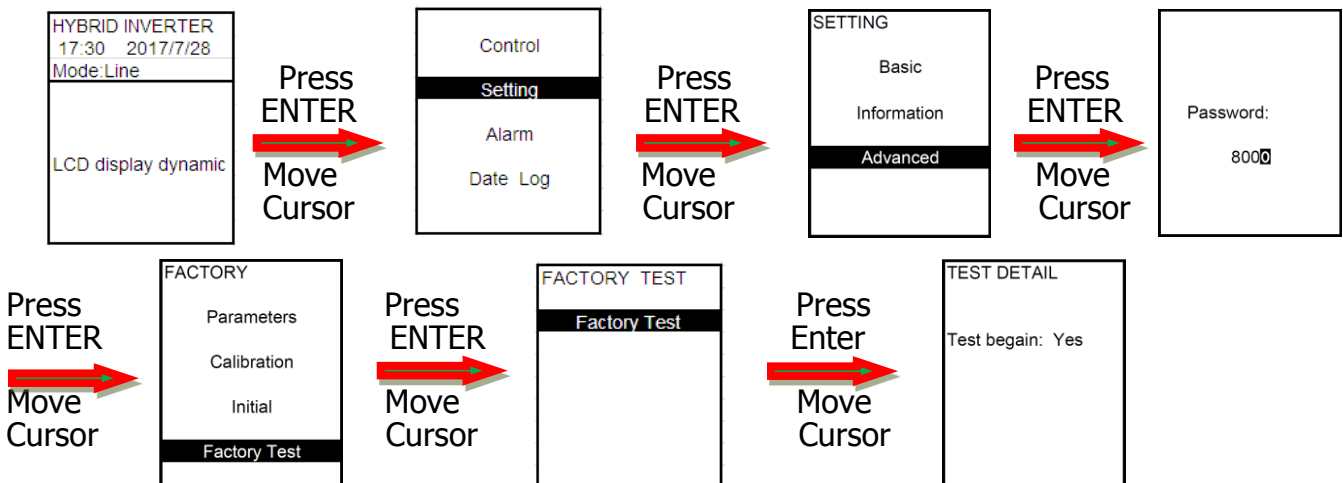 HYBRID INVERTER
17:30 2017/7/28
Mode:Line
LCD display dynamic
Press
ENTER
Move
Cursor
Control
Setting
Alarm
Date Log
Press
ENTER
Move
Cursor
SETTING
Basic
Information
Advanced
Press
ENTER
Move
Cursor
Password:
8000
Press
ENTER
Move
Cursor
FACTORY
Parameters
Calibration
Initial
Factory Test
Press
ENTER
Move
Cursor
FACTORY TEST
Factory Test
Press
Enter
Move
Cursor
TEST DETAIL
Test begain: Yes